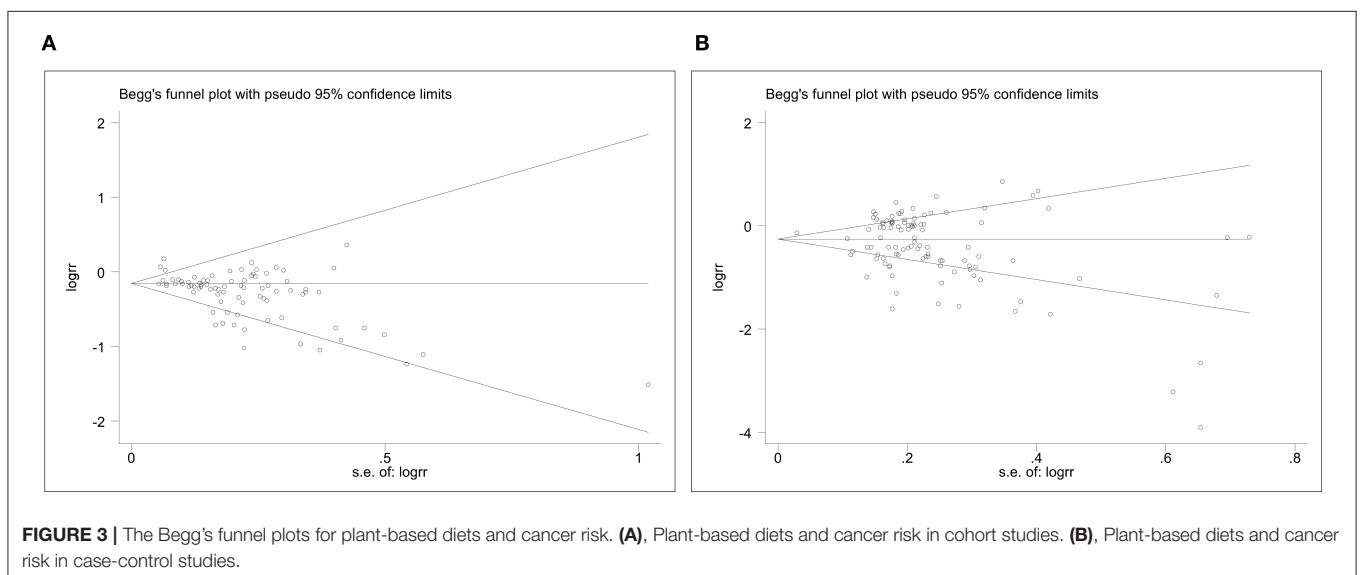 A
B
Begg's funnel plot with pseudo 95% confidence limits
2
1
0
-1
-2
logrr
0
.5
1
s.e. of: logrr
Begg's funnel plot with pseudo 95% confidence limits
2
0
-2
-4
logrr
0
.2
.4
.6
.8
s.e. of: logrr
FIGURE 3 | The Begg's funnel plots for plant-based diets and cancer risk. (A), Plant-based diets and cancer risk in cohort studies. (B), Plant-based diets and cancer
risk in case-control studies.